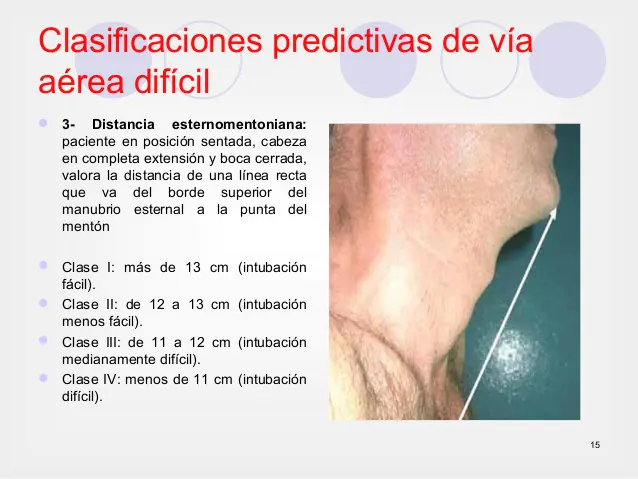 Clasificaciones predictivas de vía
aérea difícil
3- Distancia esternomentoniana:
paciente en posición sentada, cabeza
en completa extensión y boca cerrada,
valora la distancia de una línea recta
que va del borde superior del
manubrio esternal a la punta del
mentón
Clase I: más de 13 cm (intubación
fácil).
Clase II: de 12 a 13 cm (intubación
menos fácil).
Clase III: de 11 a 12 cm (intubación
medianamente difícil).
Clase IV: menos de 11 cm (intubación
difícil).
15